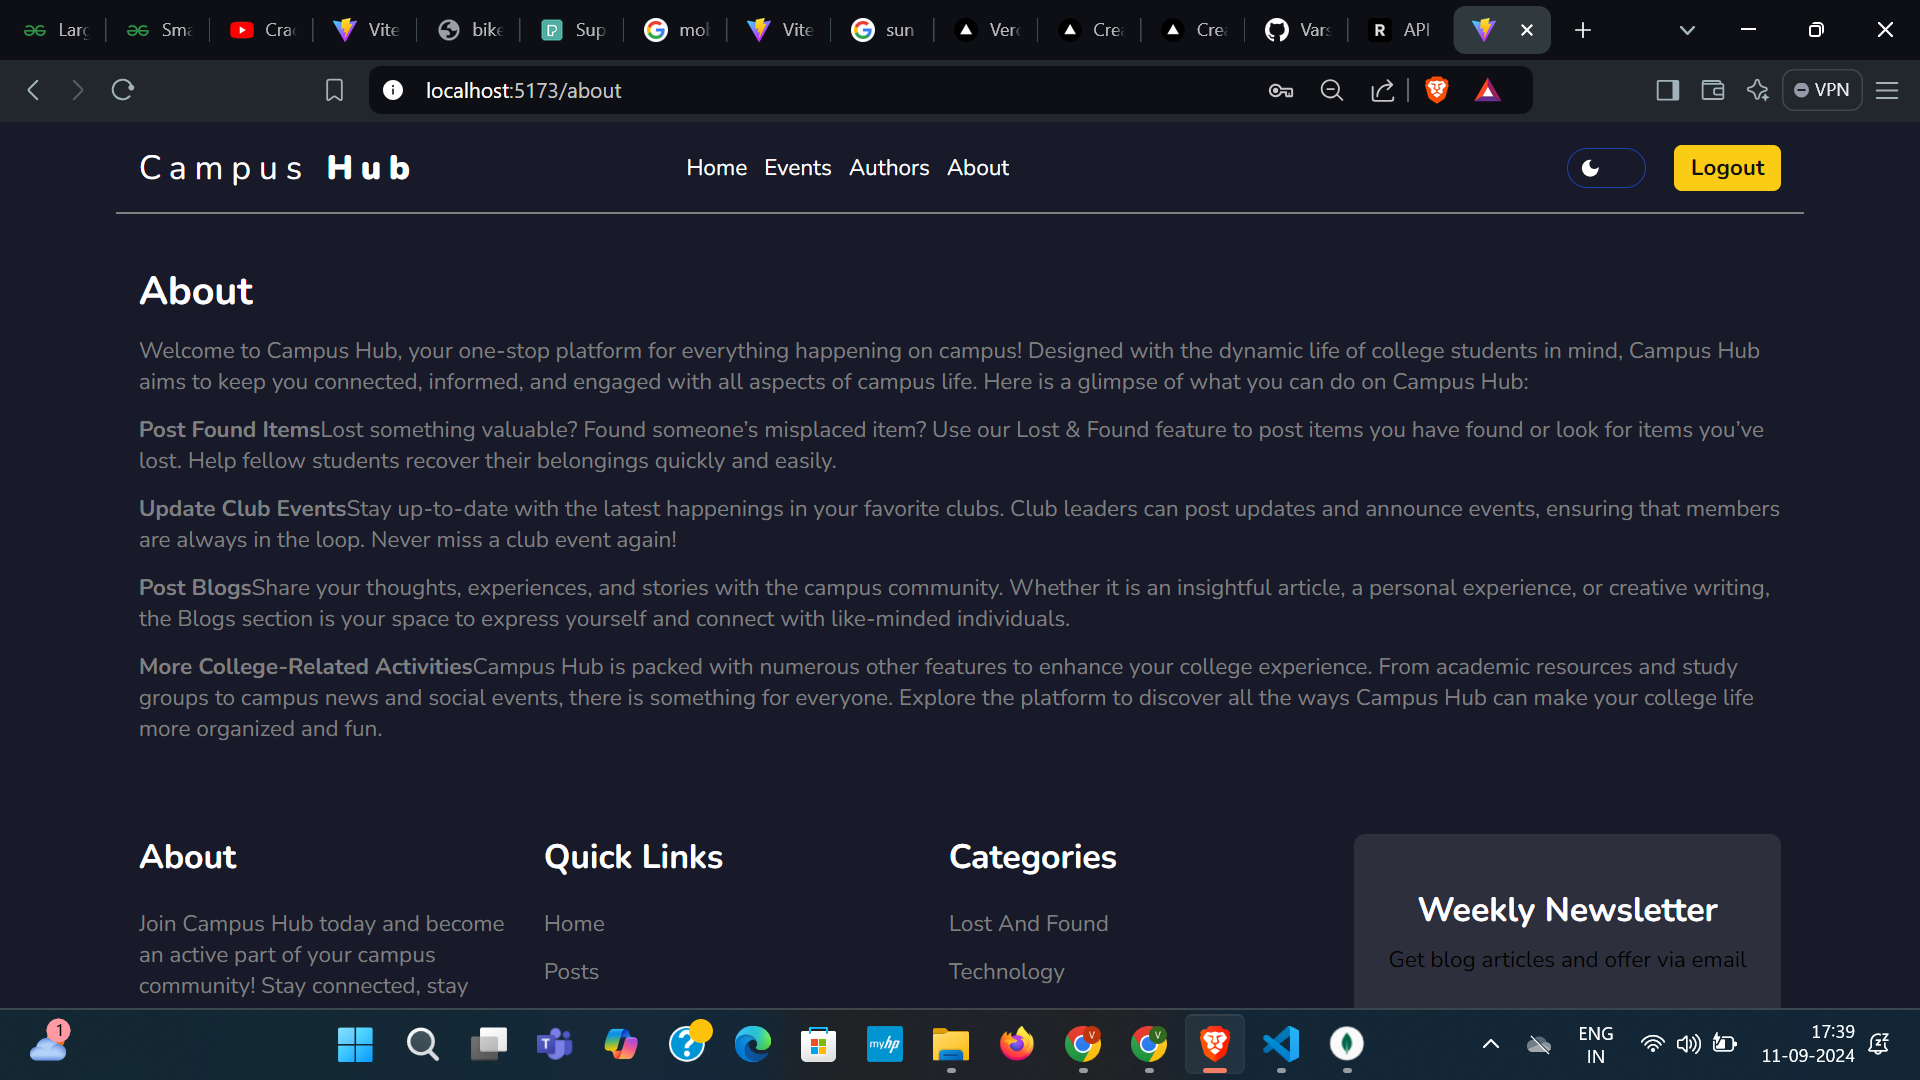 Larg
Sma
Crac
Vite
bike
Sup
mob
Vite
sun
Verc
Crea
Crea
Vars
API
localhost:5173/about
VPN
Campus Hub
Home Events Authors About
Logout
About
Welcome to Campus Hub, your one-stop platform for everything happening on campus! Designed with the dynamic life of college students in mind, Campus Hub
aims to keep you connected, informed, and engaged with all aspects of campus life. Here is a glimpse of what you can do on Campus Hub:
Post Found ItemsLost something valuable? Found someone’s misplaced item? Use our Lost & Found feature to post items you have found or look for items you’ve
lost. Help fellow students recover their belongings quickly and easily.
Update Club EventsStay up-to-date with the latest happenings in your favorite clubs. Club leaders can post updates and announce events, ensuring that members
are always in the loop. Never miss a club event again!
Post BlogsShare your thoughts, experiences, and stories with the campus community. Whether it is an insightful article, a personal experience, or creative writing,
the Blogs section is your space to express yourself and connect with like-minded individuals.
More College-Related ActivitiesCampus Hub is packed with numerous other features to enhance your college experience. From academic resources and study
groups to campus news and social events, there is something for everyone. Explore the platform to discover all the ways Campus Hub can make your college life
more organized and fun.
About
Join Campus Hub today and become
an active part of your campus
community! Stay connected, stay
Quick Links
Home
Posts
Categories
Lost And Found
Technology
Weekly Newsletter
Get blog articles and offer via email
1
myhp
ENG
IN
17:39
11-09-2024